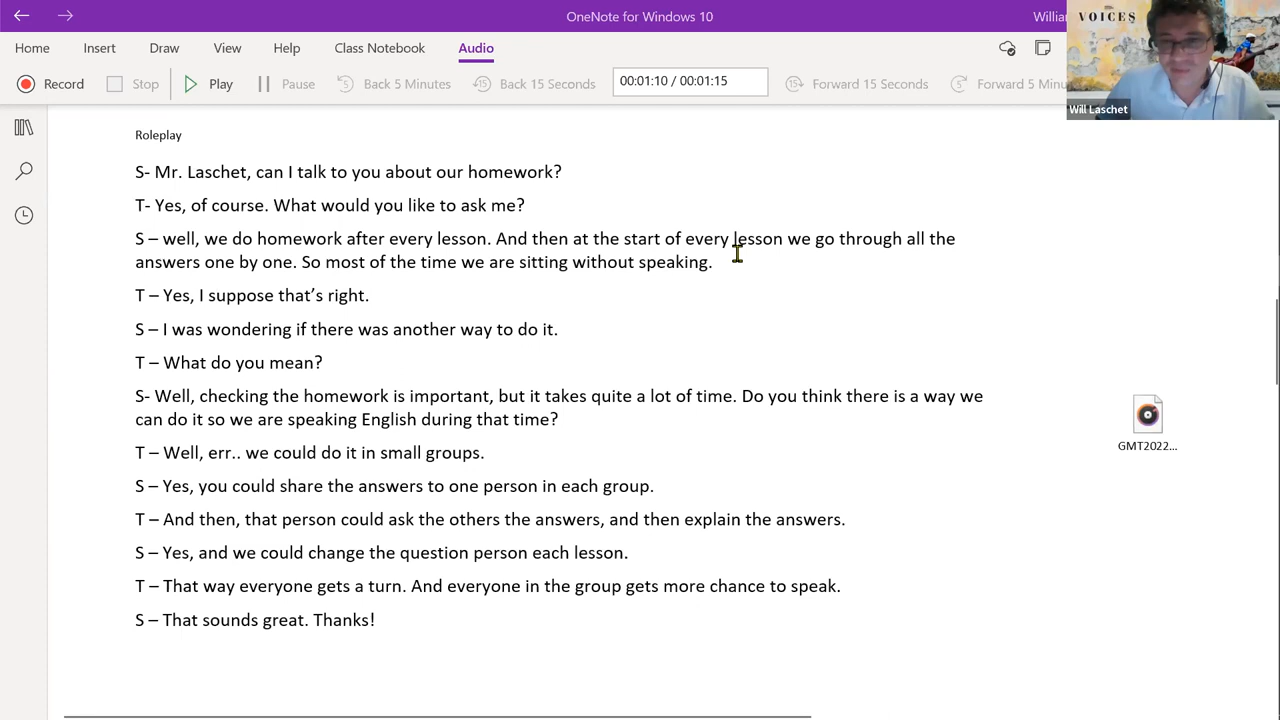 OneNote for Windows 10
Willia
VOICES
Home Insert Draw View Help Class Notebook Audio
Record Stop Play Pause Back 5 Minutes Back 15 Seconds 00:01:10 / 00:01:15 Forward 15 Seconds Forward 5 Minu
Will Laschet
Roleplay
S- Mr. Laschet, can I talk to you about our homework?
T- Yes, of course. What would you like to ask me?
S – well, we do homework after every lesson. And then at the start of every lesson we go through all the
answers one by one. So most of the time we are sitting without speaking.
T – Yes, I suppose that’s right.
S – I was wondering if there was another way to do it.
T – What do you mean?
S- Well, checking the homework is important, but it takes quite a lot of time. Do you think there is a way we
can do it so we are speaking English during that time?
T – Well, err.. we could do it in small groups.
S – Yes, you could share the answers to one person in each group.
T – And then, that person could ask the others the answers, and then explain the answers.
S – Yes, and we could change the question person each lesson.
T – That way everyone gets a turn. And everyone in the group gets more chance to speak.
S – That sounds great. Thanks!
GMT2022...